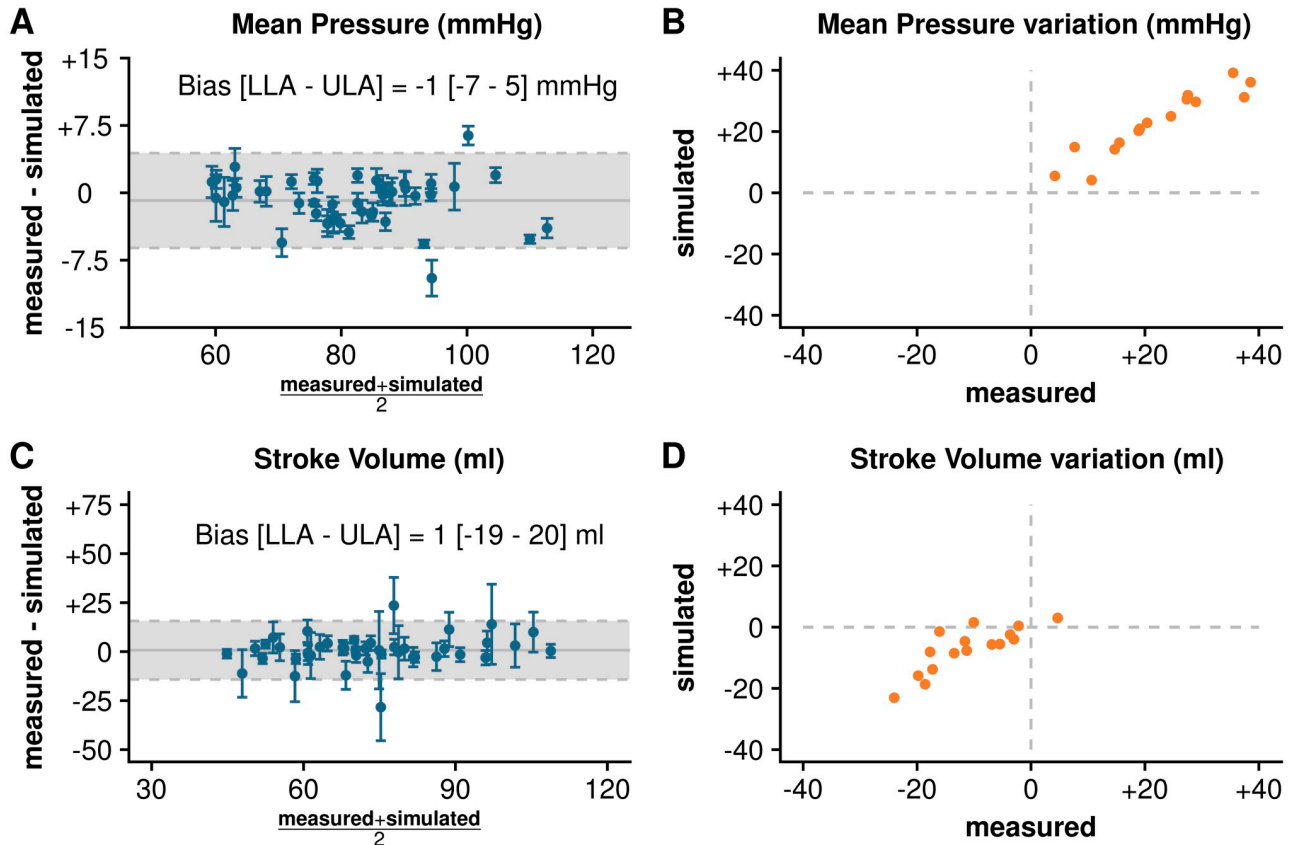 A
Mean Pressure (mmHg)
measured - simulated
+15
+7.5
0
-7.5
-15
Bias [LLA - ULA] = -1 [-7 - 5] mmHg
60
80
100
120
measured+simulated
2
B
Mean Pressure variation (mmHg)
simulated
+40
+20
0
-20
-40
-40
-20
0
+20
+40
measured
C
Stroke Volume (ml)
measured - simulated
+75
+50
+25
0
-25
-50
Bias [LLA - ULA] = 1 [-19 - 20] ml
30
60
90
120
measured+simulated
2
D
Stroke Volume variation (ml)
simulated
+40
+20
0
-20
-40
-40
-20
0
+20
+40
measured